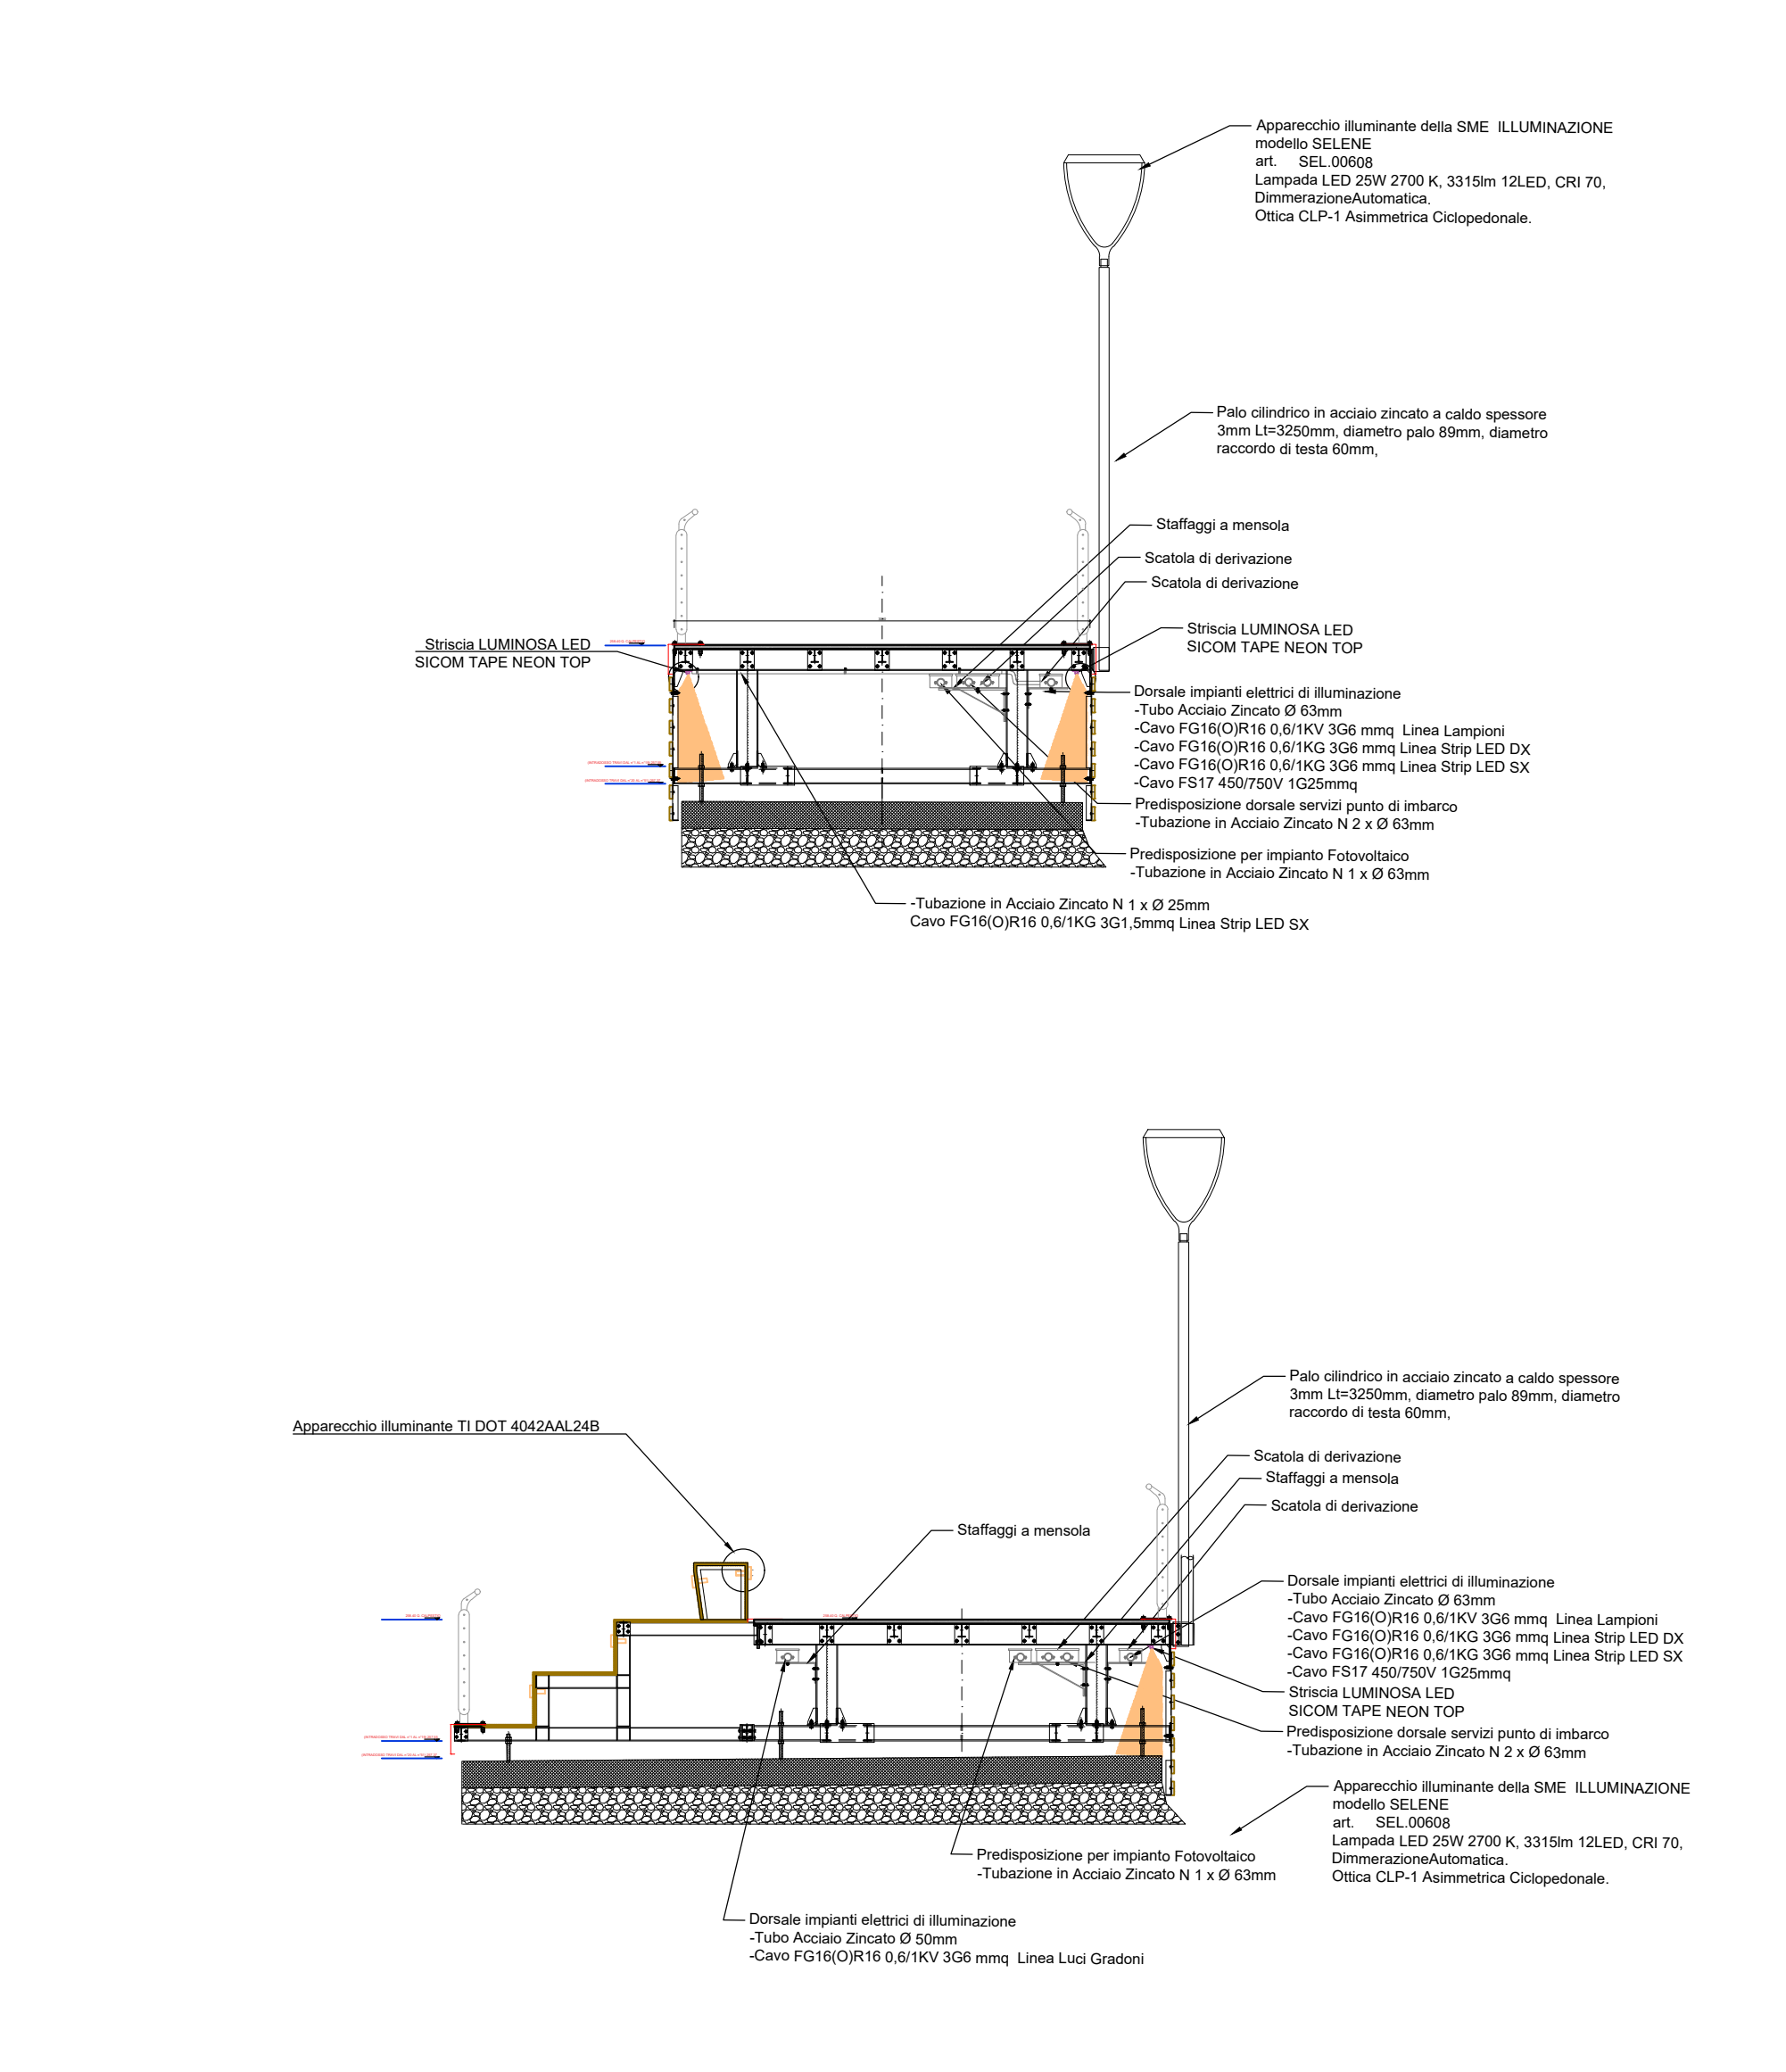 Apparecchio illuminante della SME ILLUMINAZIONE
modello SELENE
art. SEL.00608
Lampada LED 25W 2700 K, 3315lm 12LED, CRI 70,
DimmerazioneAutomatica.
Ottica CLP-1 Asimmetrica Ciclopedonale.
Palo cilindrico in acciaio zincato a caldo spessore
3mm Lt=3250mm, diametro palo 89mm, diametro
raccordo di testa 60mm,
Staffaggi a mensola
Scatola di derivazione
Scatola di derivazione
Striscia LUMINOSA LED
SICOM TAPE NEON TOP
Striscia LUMINOSA LED
SICOM TAPE NEON TOP
Dorsale impianti elettrici di illuminazione
-Tubo Acciaio Zincato Ø 63mm
-Cavo FG16(O)R16 0,6/1KV 3G6 mmq Linea Lampioni
-Cavo FG16(O)R16 0,6/1KG 3G6 mmq Linea Strip LED DX
-Cavo FG16(O)R16 0,6/1KG 3G6 mmq Linea Strip LED SX
-Cavo FS17 450/750V 1G25mmq
Predisposizione dorsale servizi punto di imbarco
-Tubazione in Acciaio Zincato N 2 x Ø 63mm
Predisposizione per impianto Fotovoltaico
-Tubazione in Acciaio Zincato N 1 x Ø 63mm
-Tubazione in Acciaio Zincato N 1 x Ø 25mm
Cavo FG16(O)R16 0,6/1KG 3G1,5mmq Linea Strip LED SX
Palo cilindrico in acciaio zincato a caldo spessore
3mm Lt=3250mm, diametro palo 89mm, diametro
raccordo di testa 60mm,
Apparecchio illuminante TI DOT 4042AAL24B
Scatola di derivazione
Staffaggi a mensola
Scatola di derivazione
Staffaggi a mensola
Dorsale impianti elettrici di illuminazione
-Tubo Acciaio Zincato Ø 63mm
-Cavo FG16(O)R16 0,6/1KV 3G6 mmq Linea Lampioni
-Cavo FG16(O)R16 0,6/1KG 3G6 mmq Linea Strip LED DX
-Cavo FG16(O)R16 0,6/1KG 3G6 mmq Linea Strip LED SX
-Cavo FS17 450/750V 1G25mmq
Striscia LUMINOSA LED
SICOM TAPE NEON TOP
Predisposizione dorsale servizi punto di imbarco
-Tubazione in Acciaio Zincato N 2 x Ø 63mm
Apparecchio illuminante della SME ILLUMINAZIONE
modello SELENE
art. SEL.00608
Lampada LED 25W 2700 K, 3315lm 12LED, CRI 70,
DimmerazioneAutomatica.
Ottica CLP-1 Asimmetrica Ciclopedonale.
Predisposizione per impianto Fotovoltaico
-Tubazione in Acciaio Zincato N 1 x Ø 63mm
Dorsale impianti elettrici di illuminazione
-Tubo Acciaio Zincato Ø 50mm
-Cavo FG16(O)R16 0,6/1KV 3G6 mmq Linea Luci Gradoni